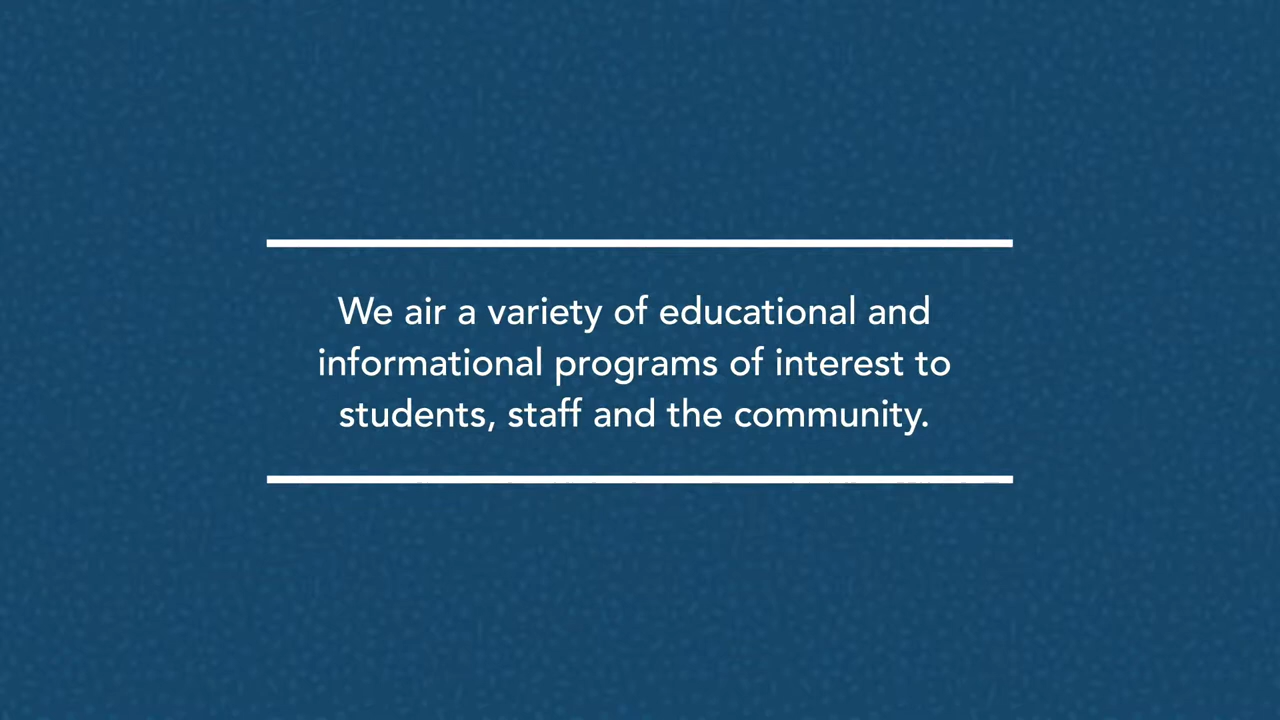 We air a variety of educational and
informational programs of interest to
students, staff and the community.